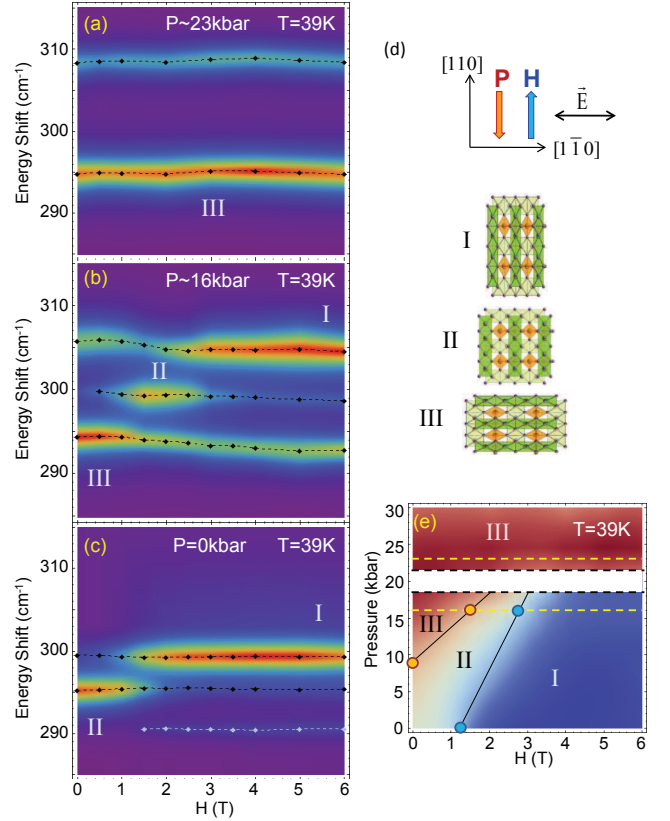 (a) P~23kbar T=39K
310
300
290
Energy Shift (cm-1)
III
(b) P~16kbar T=39K
310
300
290
Energy Shift (cm-1)
I
II
III
(c) P=0kbar T=39K
310
300
290
Energy Shift (cm-1)
I
II
0 1 2 3 4 5 6
H (T)
(d)
[110]
P H
E
[11̅0]
I
II
III
(e) III T=39K
30
25
20
15
10
5
0
Pressure (kbar)
III
II
I
0 1 2 3 4 5 6
H (T)